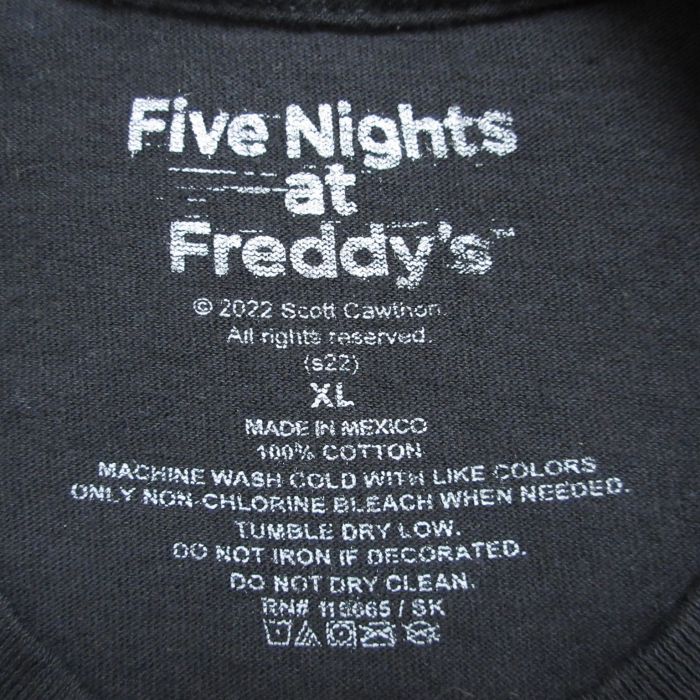 Five Nights
at
Freddy's™
© 2022 Scott Cawthon.
All rights reserved.
(s22)
XL
MADE IN MEXICO
100% COTTON
MACHINE WASH COLD WITH LIKE COLORS
ONLY NON-CHLORINE BLEACH WHEN NEEDED.
TUMBLE DRY LOW.
DO NOT IRON IF DECORATED.
DO NOT DRY CLEAN.
RN# / SK